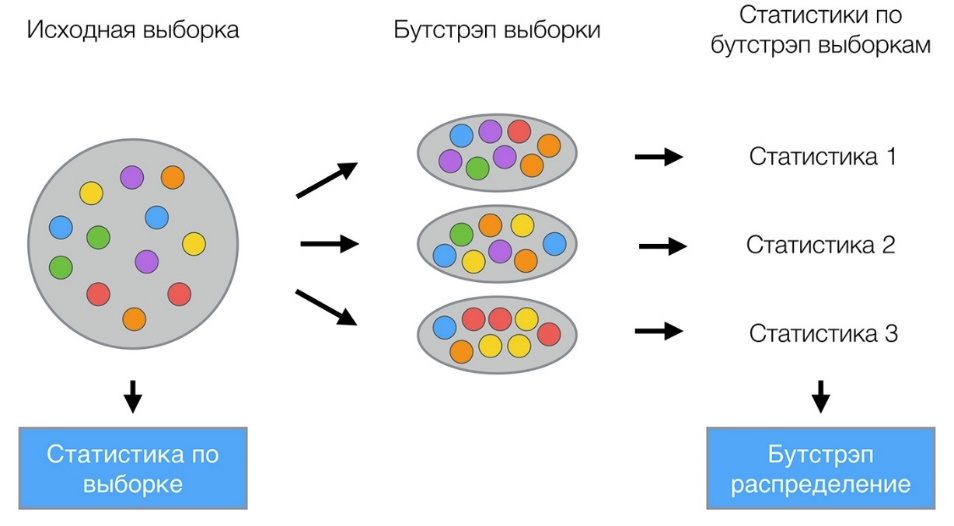 Исходная выборка
Бутстрэп выборки
Статистики по
бутстрэп выборкам
Статистика 1
Статистика 2
Статистика 3
Статистика по
выборке
Бутстрэп
распределение